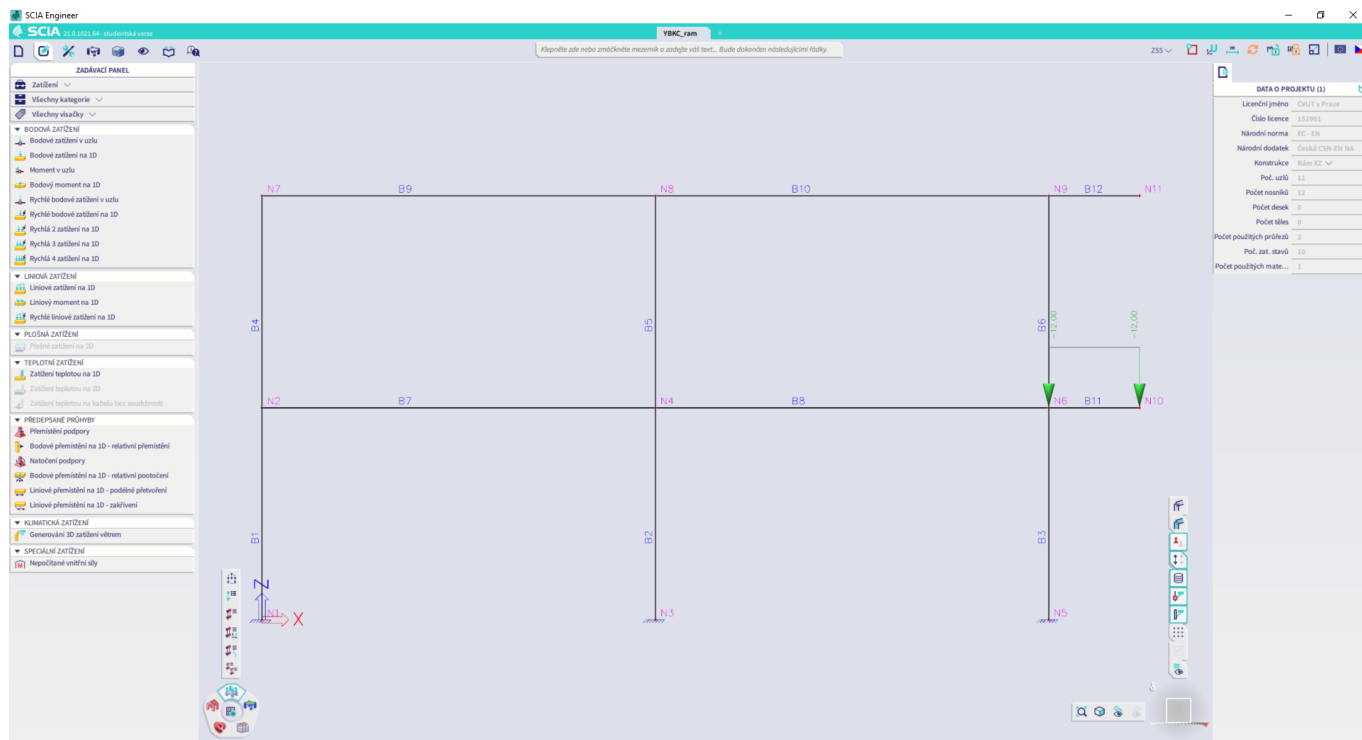 SCIA Engineer
SCIA 21.0.1021.64 - studentská verze
YBKC_ram
Klepněte zde nebo zmáčkněte mezerník a zadejte váš text... Bude dokončen následujícími řádky.
ZSS
ZADÁVACÍ PANEL
Zatížení
Všechny kategorie
Všechny visačky
BODOVÁ ZATÍŽENÍ
Bodové zatížení v uzlu
Bodové zatížení na 1D
Moment v uzlu
Bodový moment na 1D
Rychlé bodové zatížení v uzlu
Rychlé bodové zatížení na 1D
Rychlá 2 zatížení na 1D
Rychlá 3 zatížení na 1D
Rychlá 4 zatížení na 1D
LINIOVÁ ZATÍŽENÍ
Liniové zatížení na 1D
Liniový moment na 1D
Rychlé liniové zatížení na 1D
PLOŠNÁ ZATÍŽENÍ
Plošné zatížení na 2D
TEPLOTNÍ ZATÍŽENÍ
Zatížení teplotou na 1D
Zatížení teplotou na 2D
Zatížení teplotou na kabelu bez soudržnosti
PŘEDEPSANÉ PRŮHYBY
Přemístění podpory
Bodové přemístění na 1D - relativní přemístění
Natočení podpory
Bodové přemístění na 1D - relativní pootočení
Liniové přemístění na 1D - podélné přetvoření
Liniové přemístění na 1D - zakřivení
KLIMATICKÁ ZATÍŽENÍ
Generování 3D zatížení větrem
SPECIÁLNÍ ZATÍŽENÍ
Nepočítané vnitřní síly
N7 B9 N8 B10 N9 B12 N11
B4 B5 B6 -12,00 -12,00
N2 B7 N4 B8 N6 B11 N10
B1 B2 B3
Z
N1 X N3 N5
DATA O PROJEKTU (1)
Licenční jméno ČVUT v Praze
Číslo licence 152991
Národní norma EC - EN
Národní dodatek Česká CSN-EN NA
Konstrukce Rám XZ
Poč. uzlů 11
Počet nosníků 12
Počet desek 0
Počet těles 0
Počet použitých průřezů 2
Poč. zat. stavů 10
Počet použitých mate... 1